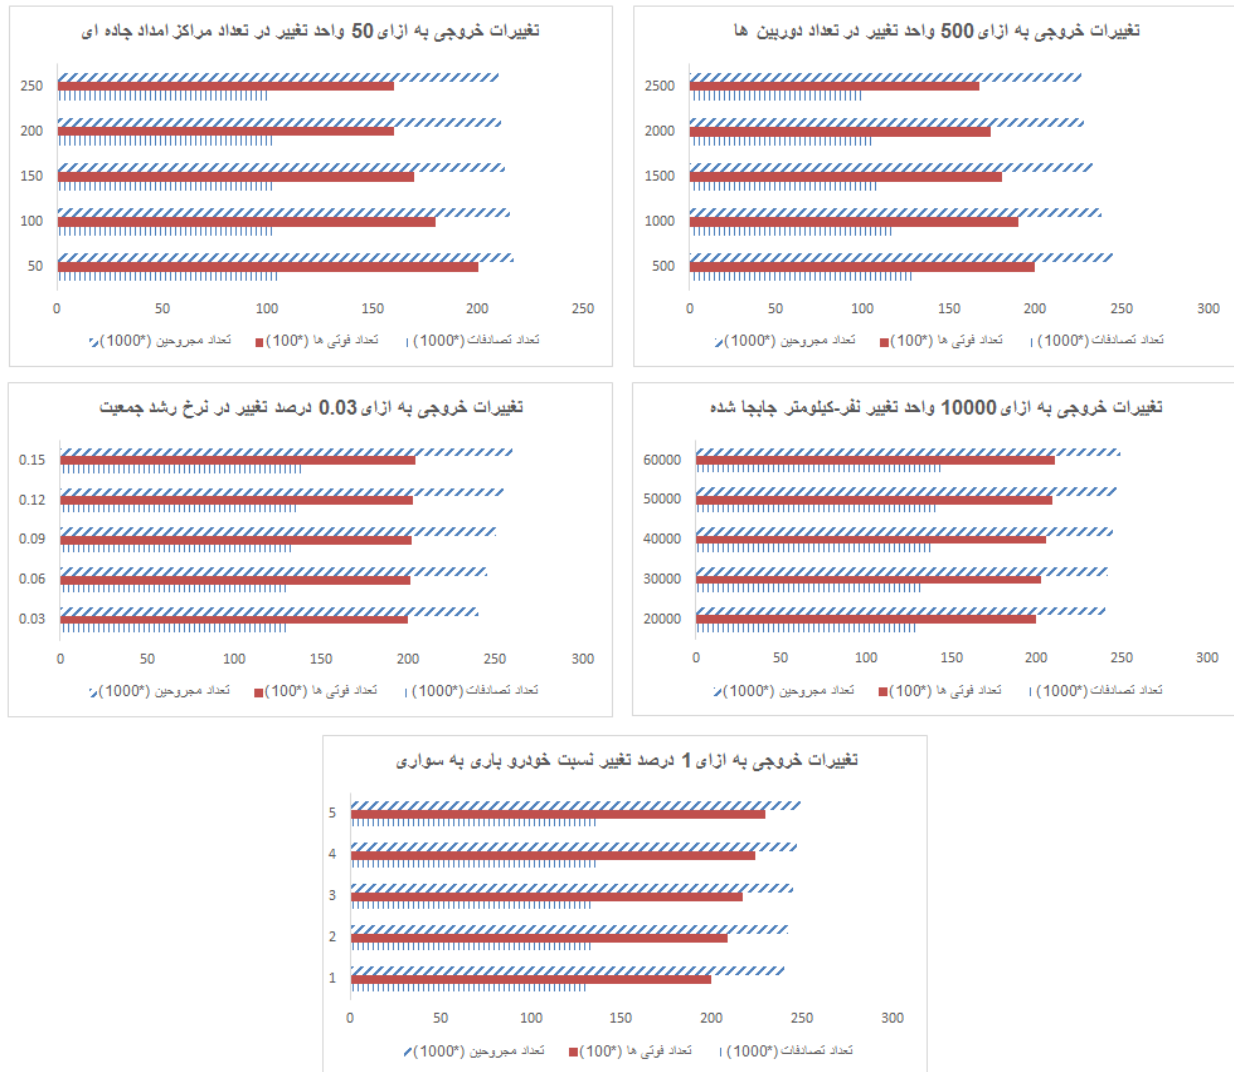 تغییرات خروجی به ازای 50 واحد تغییر در تعداد مراکز امداد جاده ای
250
200
150
100
50
0 50 100 150 200 250
تعداد مجروحین (*1000) تعداد فوتی ها (*100) تعداد تصادفات (*1000)
تغییرات خروجی به ازای 500 واحد تغییر در تعداد دوربین ها
2500
2000
1500
1000
500
0 50 100 150 200 250 300
تعداد مجروحین (*1000) تعداد فوتی ها (*100) تعداد تصادفات (*1000)
تغییرات خروجی به ازای 0.03 درصد تغییر در نرخ رشد جمعیت
0.15
0.12
0.09
0.06
0.03
0 50 100 150 200 250 300
تعداد مجروحین (*1000) تعداد فوتی ها (*100) تعداد تصادفات (*1000)
تغییرات خروجی به ازای 10000 واحد تغییر نفر-کیلومتر جابجا شده
60000
50000
40000
30000
20000
0 50 100 150 200 250 300
تعداد مجروحین (*1000) تعداد فوتی ها (*100) تعداد تصادفات (*1000)
تغییرات خروجی به ازای 1 درصد تغییر نسبت خودرو باری به سواری
5
4
3
2
1
0 50 100 150 200 250 300
تعداد مجروحین (*1000) تعداد فوتی ها (*100) تعداد تصادفات (*1000)